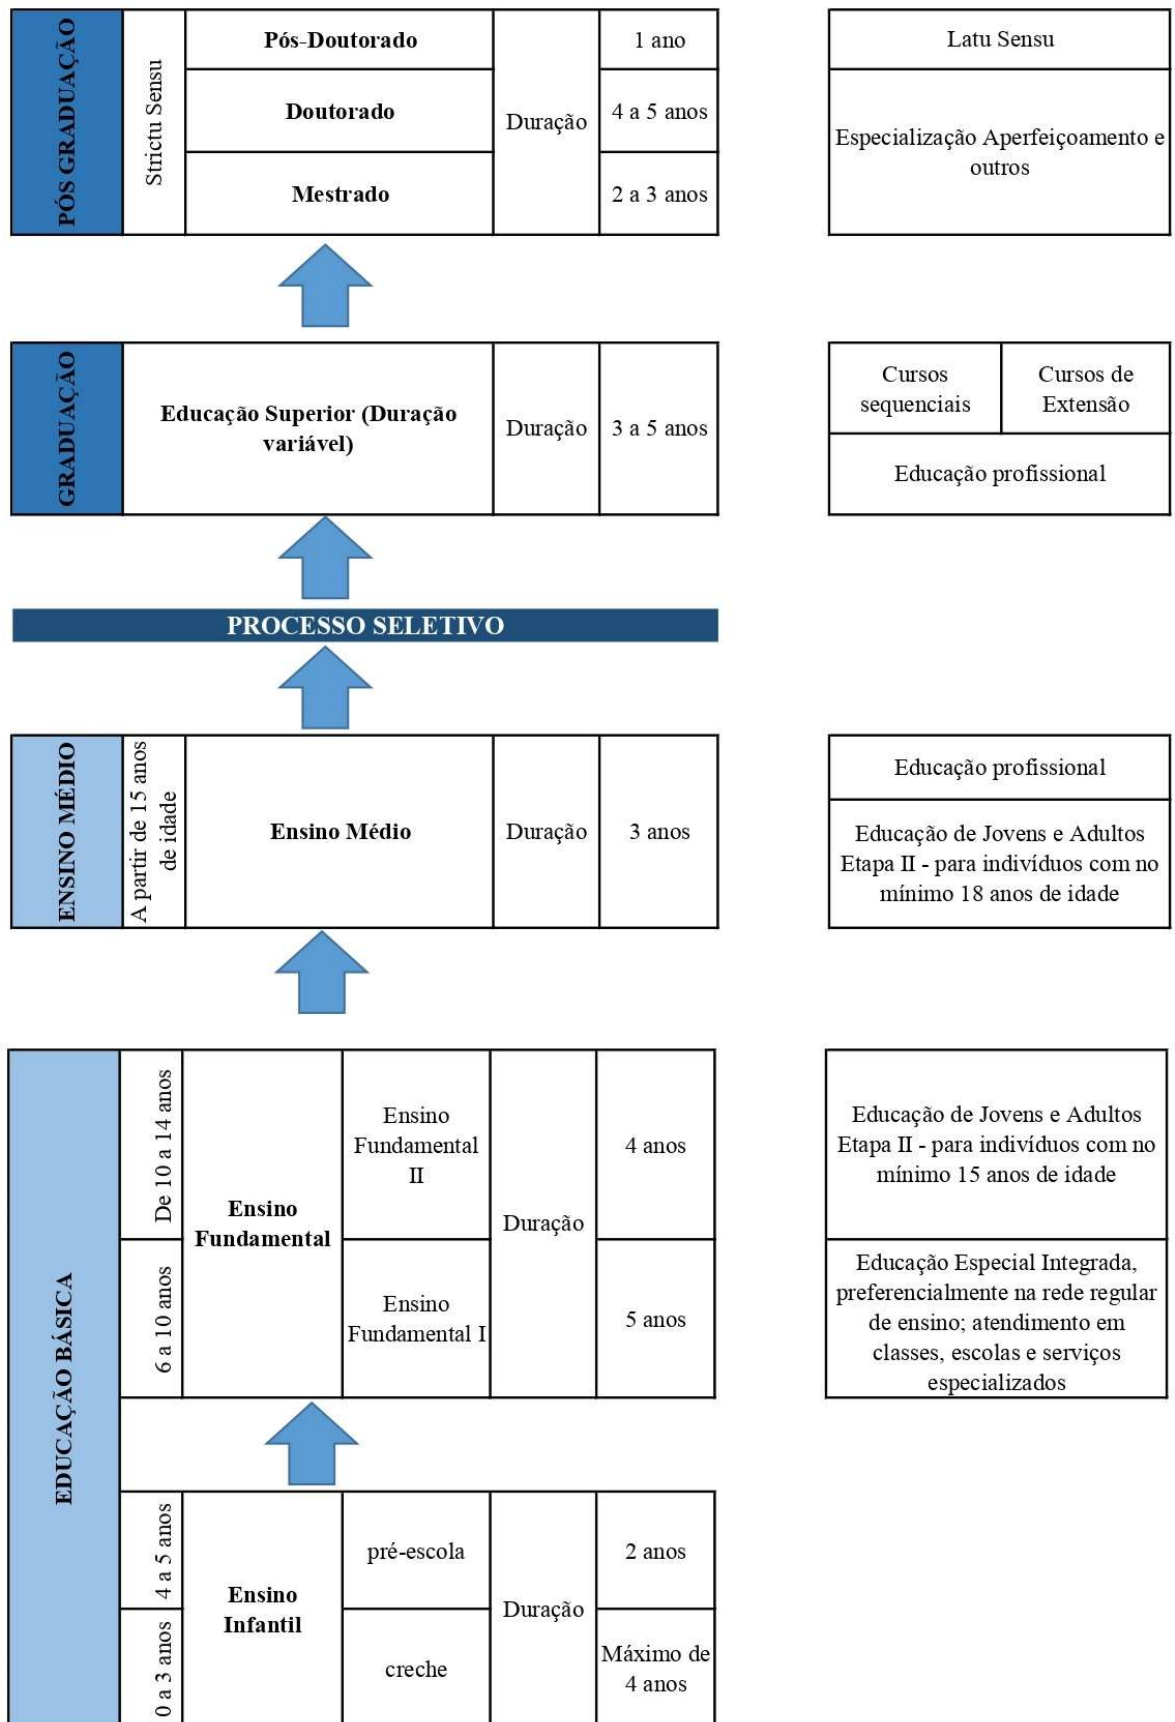 PÓS GRADUAÇÃO
Strictu Sensu
Pós-Doutorado
Duração
1 ano
Doutorado
4 a 5 anos
Mestrado
2 a 3 anos
Latu Sensu
Especialização Aperfeiçoamento e
outros
GRADUAÇÃO
Educação Superior (Duração
variável)
Duração
3 a 5 anos
Cursos
sequenciais
Cursos de
Extensão
Educação profissional
PROCESSO SELETIVO
ENSINO MÉDIO
A partir de 15 anos
de idade
Ensino Médio
Duração
3 anos
Educação profissional
Educação de Jovens e Adultos
Etapa II - para indivíduos com no
mínimo 18 anos de idade
EDUCAÇÃO BÁSICA
De 10 a 14 anos
Ensino
Fundamental
Ensino
Fundamental
II
Duração
4 anos
6 a 10 anos
Ensino
Fundamental I
5 anos
Educação de Jovens e Adultos
Etapa II - para indivíduos com no
mínimo 15 anos de idade
Educação Especial Integrada,
preferencialmente na rede regular
de ensino; atendimento em
classes, escolas e serviços
especializados
4 a 5 anos
Ensino
Infantil
pré-escola
Duração
2 anos
0 a 3 anos
creche
Máximo de
4 anos